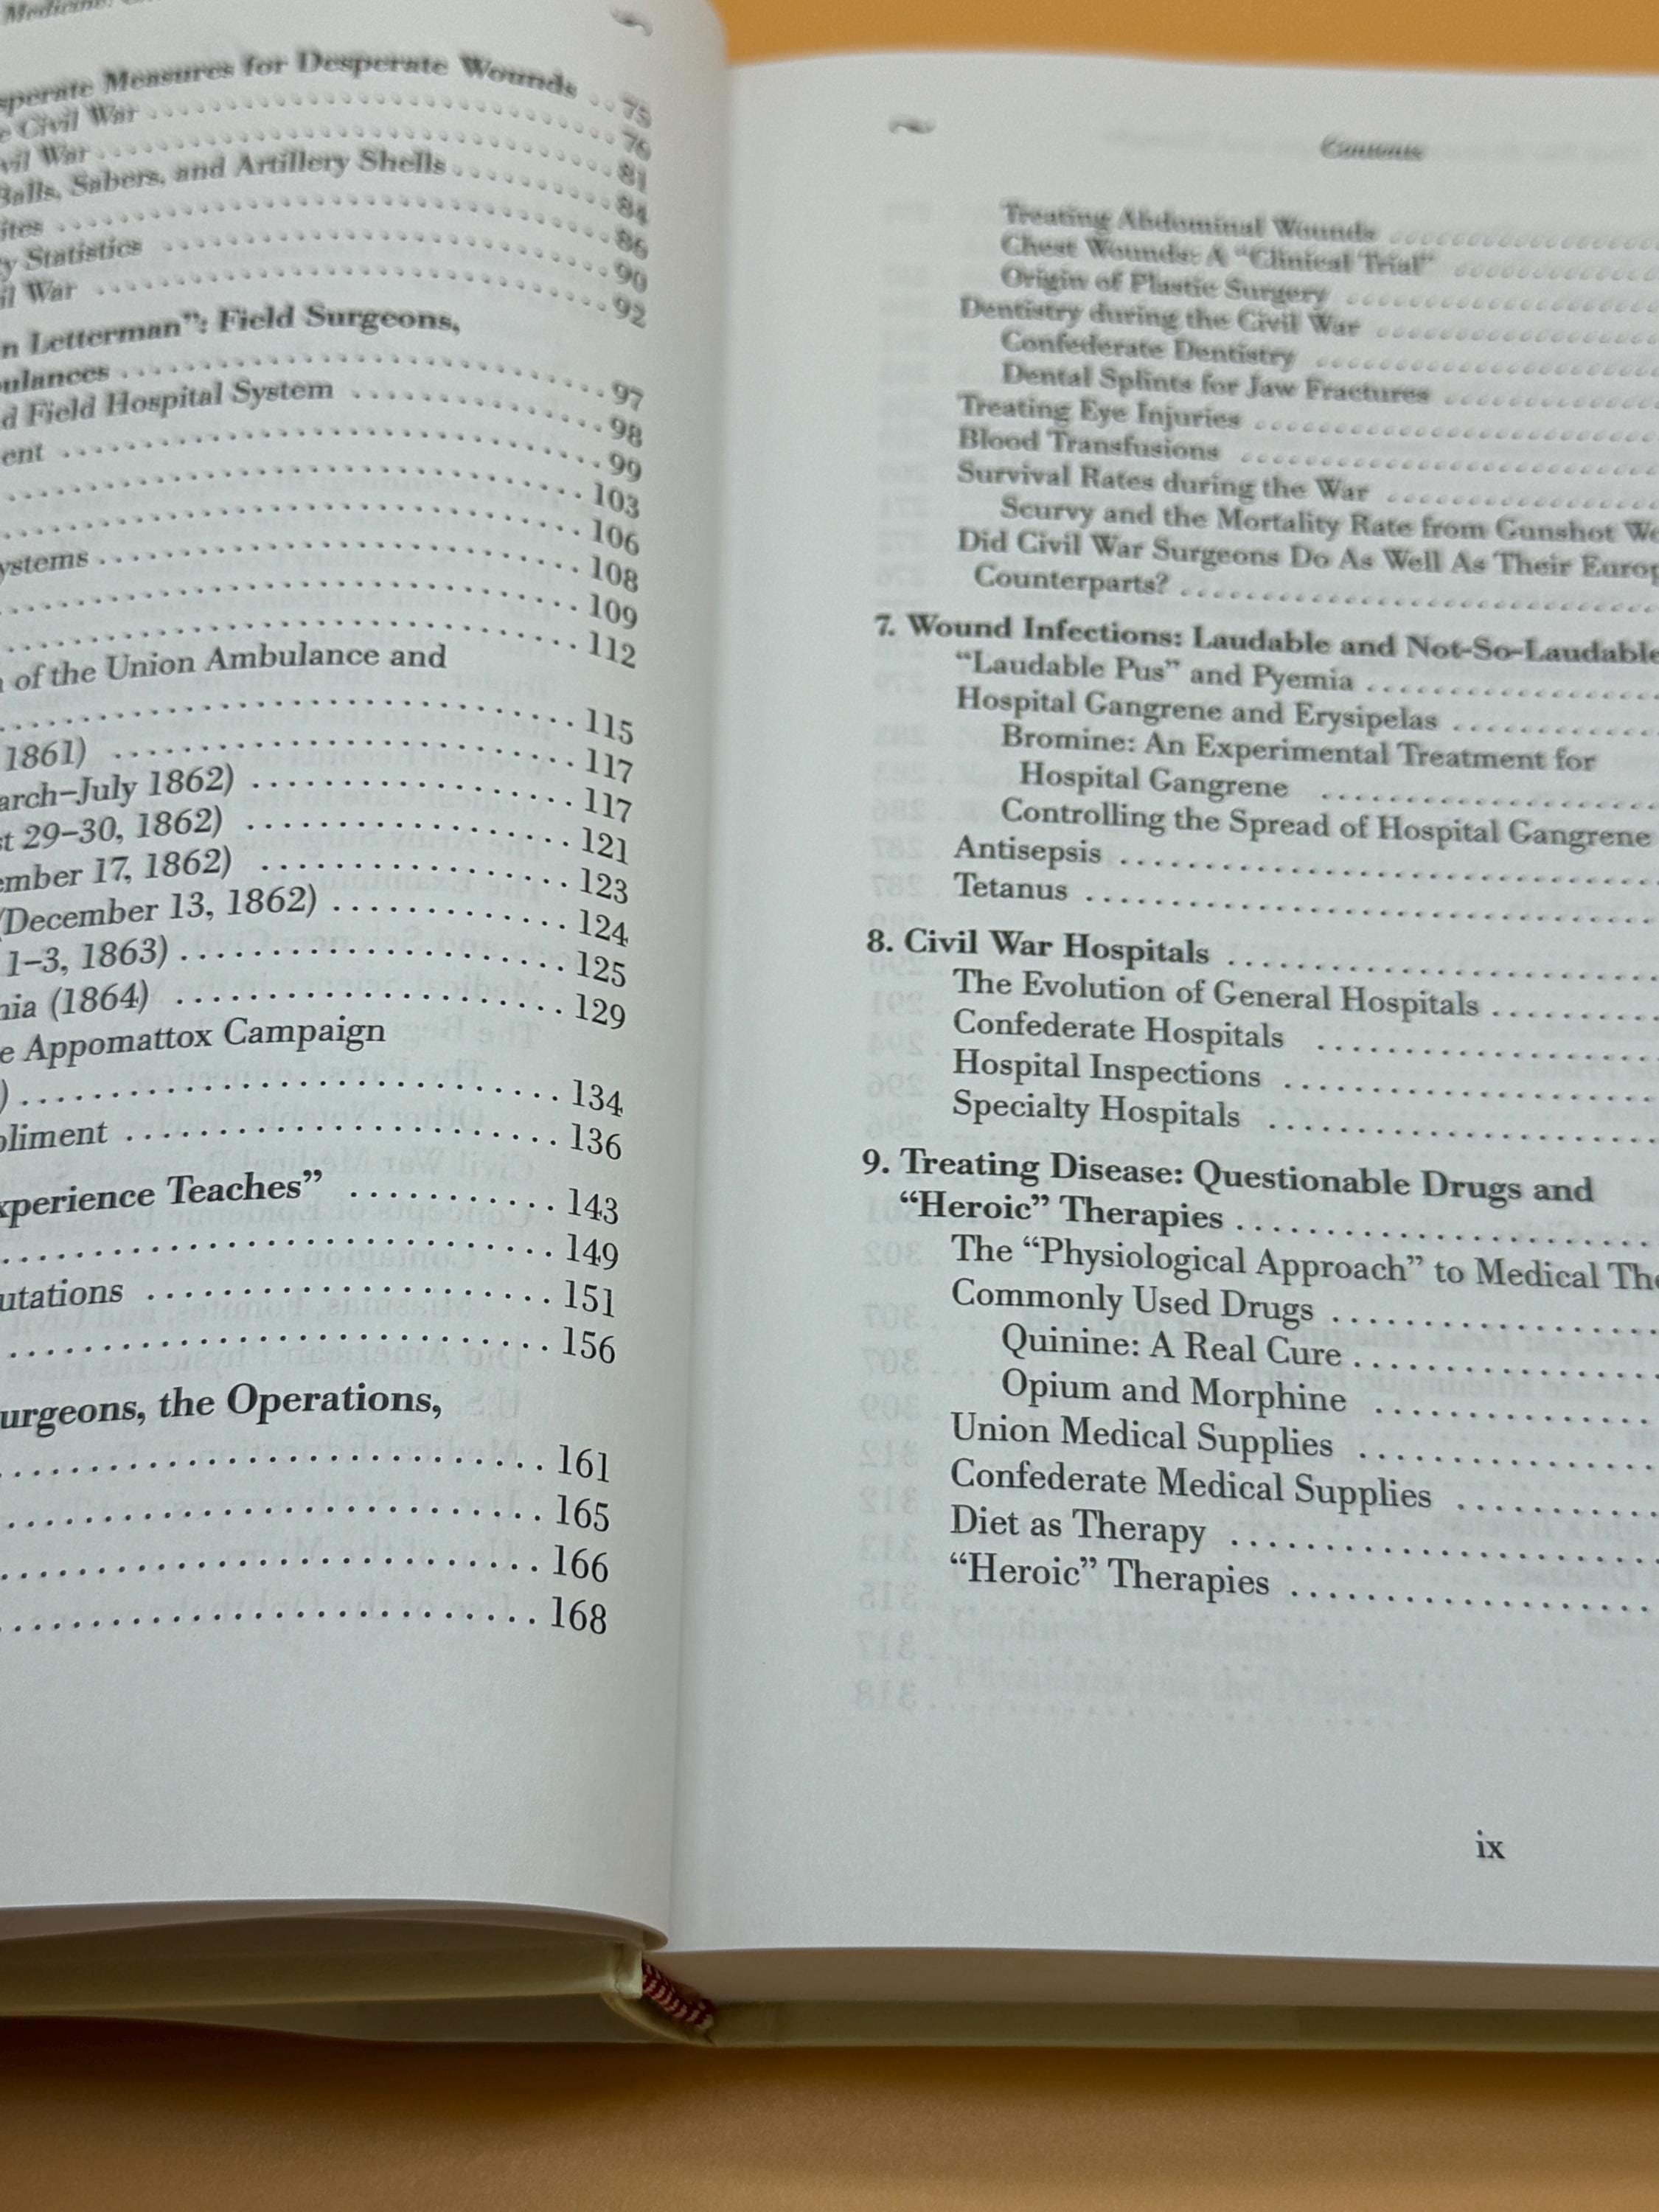 Medicine:
Desperate Measures for Desperate Wounds .. 75
Civil War .......... 76
Civil War .......... 81
Balls, Sabers, and Artillery Shells .......... 84
.......... 86
Statistics .......... 90
War .......... 92
Letterman”: Field Surgeons,
.......... 97
Field Hospital System .......... 98
.......... 99
.......... 103
.......... 106
.......... 108
.......... 109
.......... 112
of the Union Ambulance and
.......... 115
1861) .......... 117
March–July 1862) .......... 117
29–30, 1862) .......... 121
17, 1862) .......... 123
(December 13, 1862) .......... 124
1–3, 1863) .......... 125
(1864) .......... 129
Appomattox Campaign
) .......... 134
.......... 136
Experience Teaches” .......... 143
.......... 149
.......... 151
.......... 156
Surgeons, the Operations,
.......... 161
.......... 165
.......... 166
.......... 168
Contents
Treating Abdominal Wounds ..........
Chest Wounds: A “Clinical Trial” ..........
Origin of Plastic Surgery ..........
Dentistry during the Civil War ..........
Confederate Dentistry ..........
Dental Splints for Jaw Fractures ..........
Treating Eye Injuries ..........
Blood Transfusions ..........
Survival Rates during the War ..........
Scurvy and the Mortality Rate from Gunshot
Did Civil War Surgeons Do As Well As Their
Counterparts? ..........
7. Wound Infections: Laudable and Not-So-Laudable
“Laudable Pus” and Pyemia ..........
Hospital Gangrene and Erysipelas ..........
Bromine: An Experimental Treatment for
Hospital Gangrene ..........
Controlling the Spread of Hospital Gangrene
Antisepsis ..........
Tetanus ..........
8. Civil War Hospitals ..........
The Evolution of General Hospitals ..........
Confederate Hospitals ..........
Hospital Inspections ..........
Specialty Hospitals ..........
9. Treating Disease: Questionable Drugs and
“Heroic” Therapies ..........
The “Physiological Approach” to Medical
Commonly Used Drugs ..........
Quinine: A Real Cure ..........
Opium and Morphine ..........
Union Medical Supplies ..........
Confederate Medical Supplies ..........
Diet as Therapy ..........
“Heroic” Therapies ..........
ix